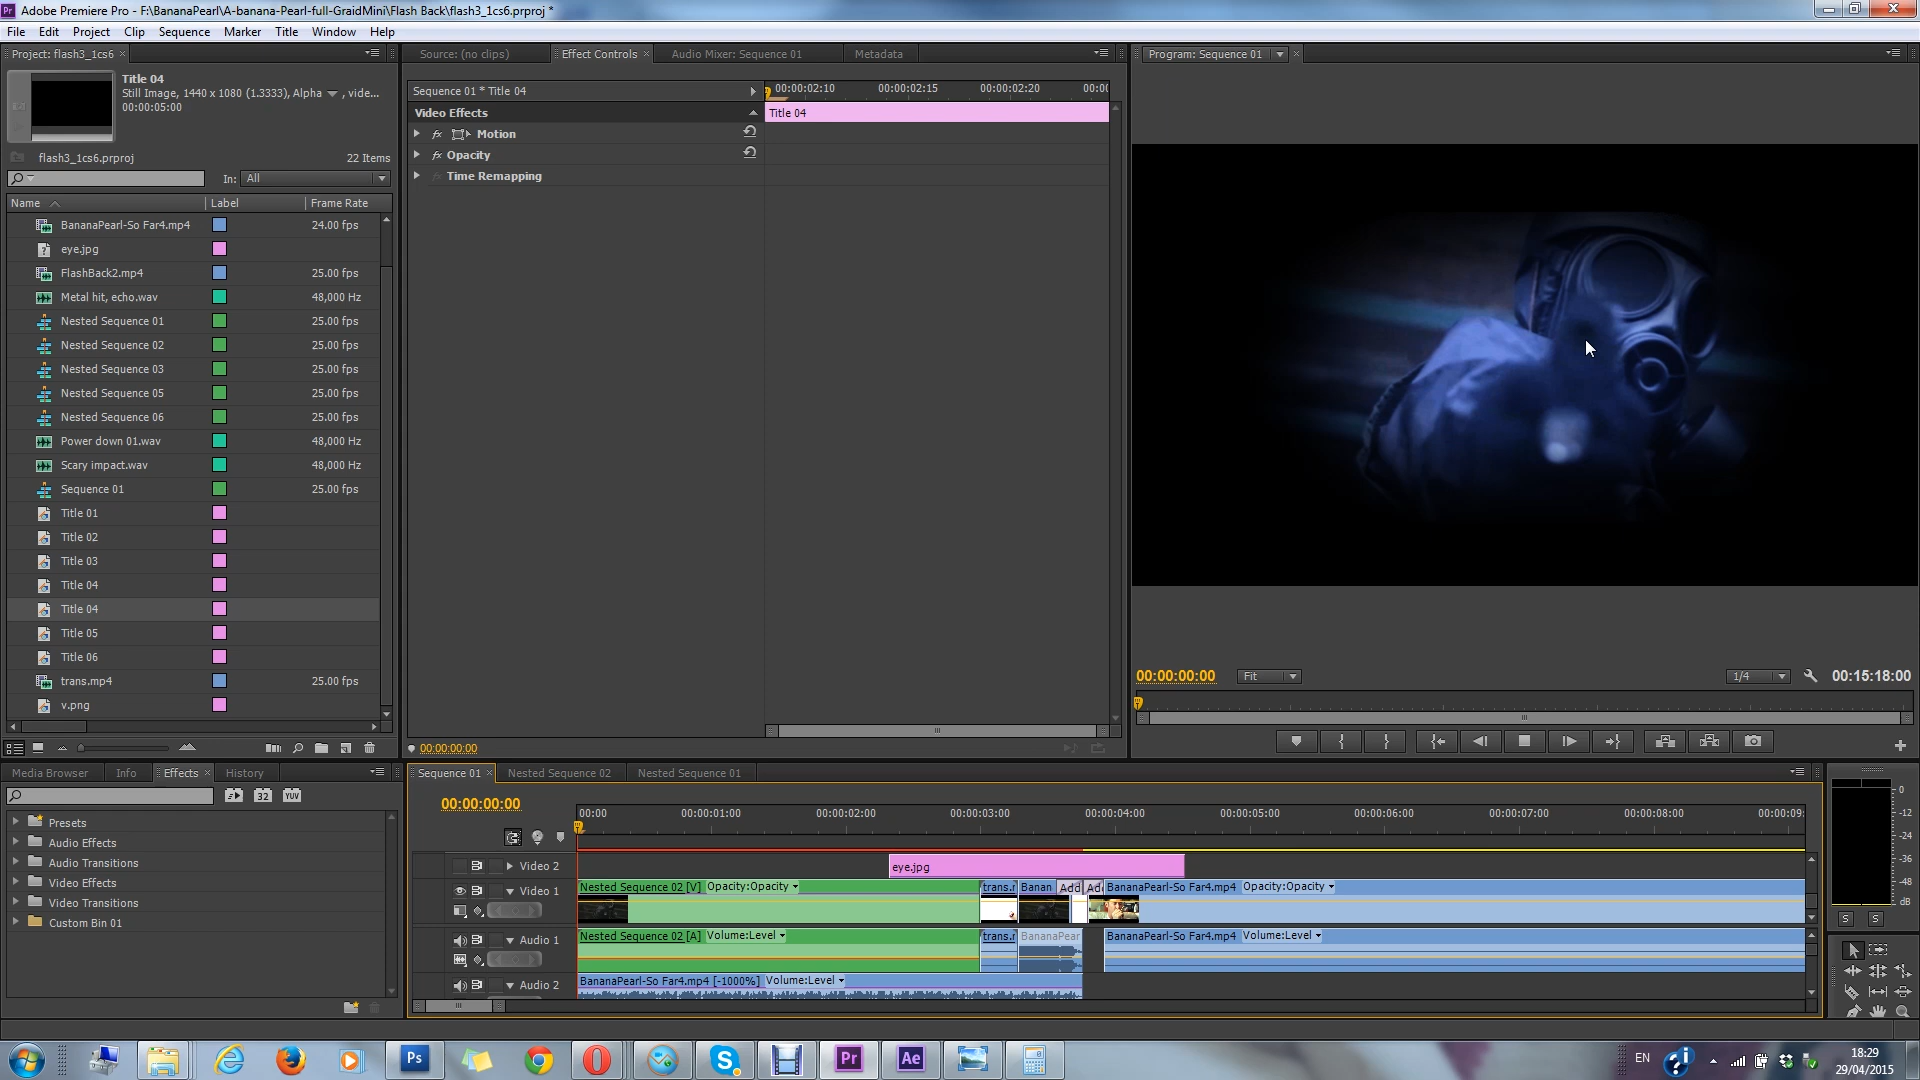 Adobe Premiere Pro - F:\BananaPearl\A-banana-Pearl-full-GraidMini\Flash Back\flash3_1cs6.prproj *
File Edit Project Clip Sequence Marker Title Window Help
Project: flash3_1cs6
Source: (no clips) Effect Controls Audio Mixer: Sequence 01 Metadata
Program: Sequence 01
Title 04
Still Image, 1440 x 1080 (1.3333), Alpha , vide...
00:00:05:00
flash3_1cs6.prproj 22 Items
In: All
Name Label Frame Rate
BananaPearl-So Far4.mp4 24.00 fps
eye.jpg
FlashBack2.mp4 25.00 fps
Metal hit, echo.wav 48,000 Hz
Nested Sequence 01 25.00 fps
Nested Sequence 02 25.00 fps
Nested Sequence 03 25.00 fps
Nested Sequence 05 25.00 fps
Nested Sequence 06 25.00 fps
Power down 01.wav 48,000 Hz
Scary impact.wav 48,000 Hz
Sequence 01 25.00 fps
Title 01
Title 02
Title 03
Title 04
Title 04
Title 05
Title 06
trans.mp4 25.00 fps
v.png
Sequence 01 * Title 04
00:00:02:10 00:00:02:15 00:00:02:20 00:00
Video Effects
Title 04
fx Motion
fx Opacity
Time Remapping
00:00:00:00
00:00:00:00 Fit 1/4 00:15:18:00
Media Browser Info Effects History
32 YUV
Presets
Audio Effects
Audio Transitions
Video Effects
Video Transitions
Custom Bin 01
Sequence 01 Nested Sequence 02 Nested Sequence 01
00:00:00:00
00:00 00:00:01:00 00:00:02:00 00:00:03:00 00:00:04:00 00:00:05:00 00:00:06:00 00:00:07:00 00:00:08:00 00:00:09:
Video 2 eye.jpg
Video 1 Nested Sequence 02 [V] Opacity:Opacity trans.r Banan Add Ad BananaPearl-So Far4.mp4 Opacity:Opacity
Audio 1 Nested Sequence 02 [A] Volume:Level trans.r BananaPear BananaPearl-So Far4.mp4 Volume:Level
Audio 2 BananaPearl-So Far4.mp4 [-1000%] Volume:Level
0
-12
-24
-36
-48
dB
S S
Ps
S
Pr
Ae
EN
18:29
29/04/2015